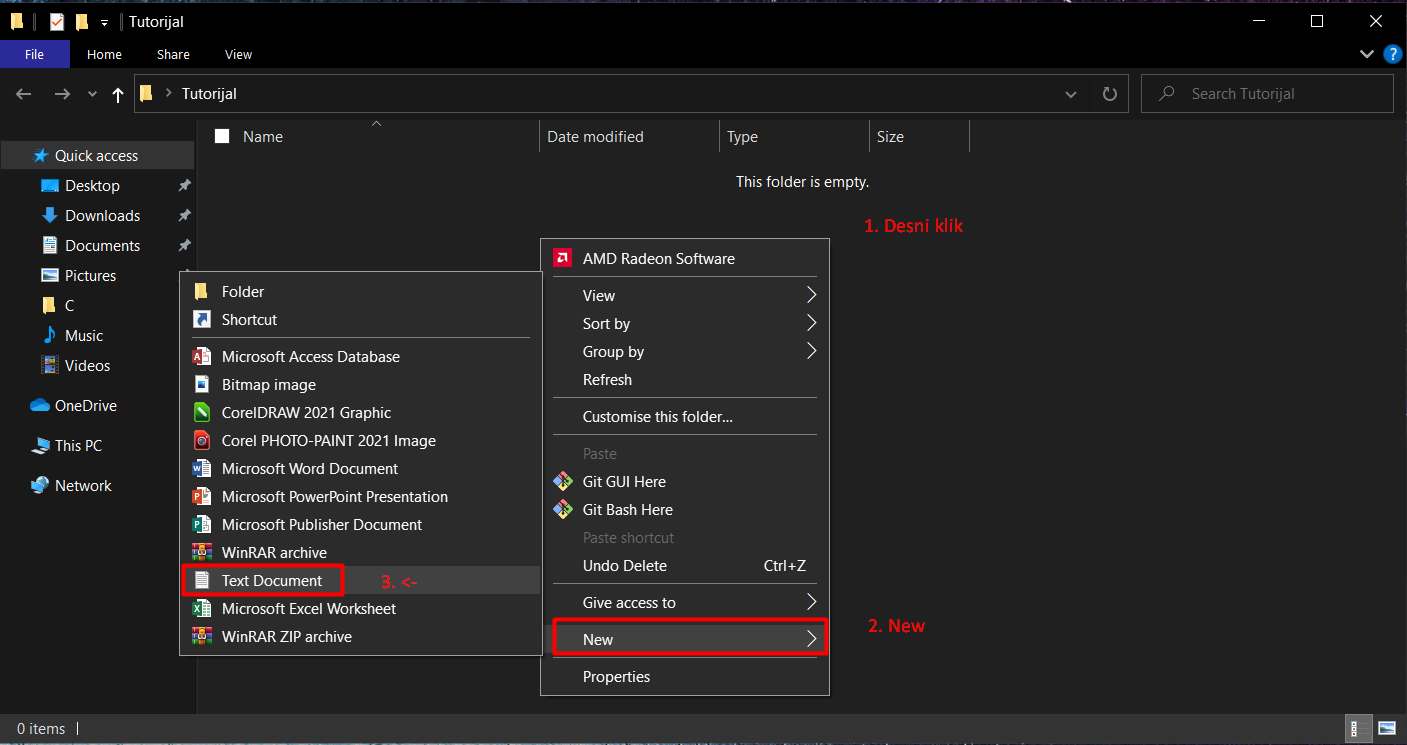 Tutorijal
File Home Share View
?
Tutorijal
Search Tutorijal
Name Date modified Type Size
This folder is empty.
Quick access
Desktop
Downloads
Documents
Pictures
C
Music
Videos
OneDrive
This PC
Network
1. Desni klik
AMD Radeon Software
View
Sort by
Group by
Refresh
Customise this folder...
Paste
Git GUI Here
Git Bash Here
Paste shortcut
Undo Delete Ctrl+Z
Give access to
New
Properties
2. New
Folder
Shortcut
Microsoft Access Database
Bitmap image
CorelDRAW 2021 Graphic
Corel PHOTO-PAINT 2021 Image
Microsoft Word Document
Microsoft PowerPoint Presentation
Microsoft Publisher Document
WinRAR archive
Text Document
3. <-
Microsoft Excel Worksheet
WinRAR ZIP archive
0 items